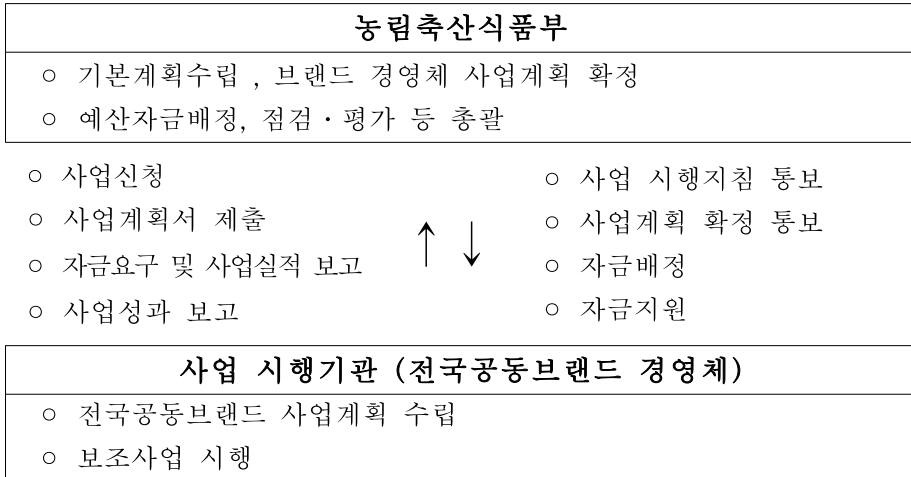 농림축산식품부
○ 기본계획수립 , 브랜드 경영체 사업계획 확정
○ 예산자금배정, 점검・평가 등 총괄
○ 사업신청
○ 사업계획서 제출
○ 자금요구 및 사업실적 보고
○ 사업성과 보고
↑ ↓
○ 사업 시행지침 통보
○ 사업계획 확정 통보
○ 자금배정
○ 자금지원
사업 시행기관 (전국공동브랜드 경영체)
○ 전국공동브랜드 사업계획 수립
○ 보조사업 시행